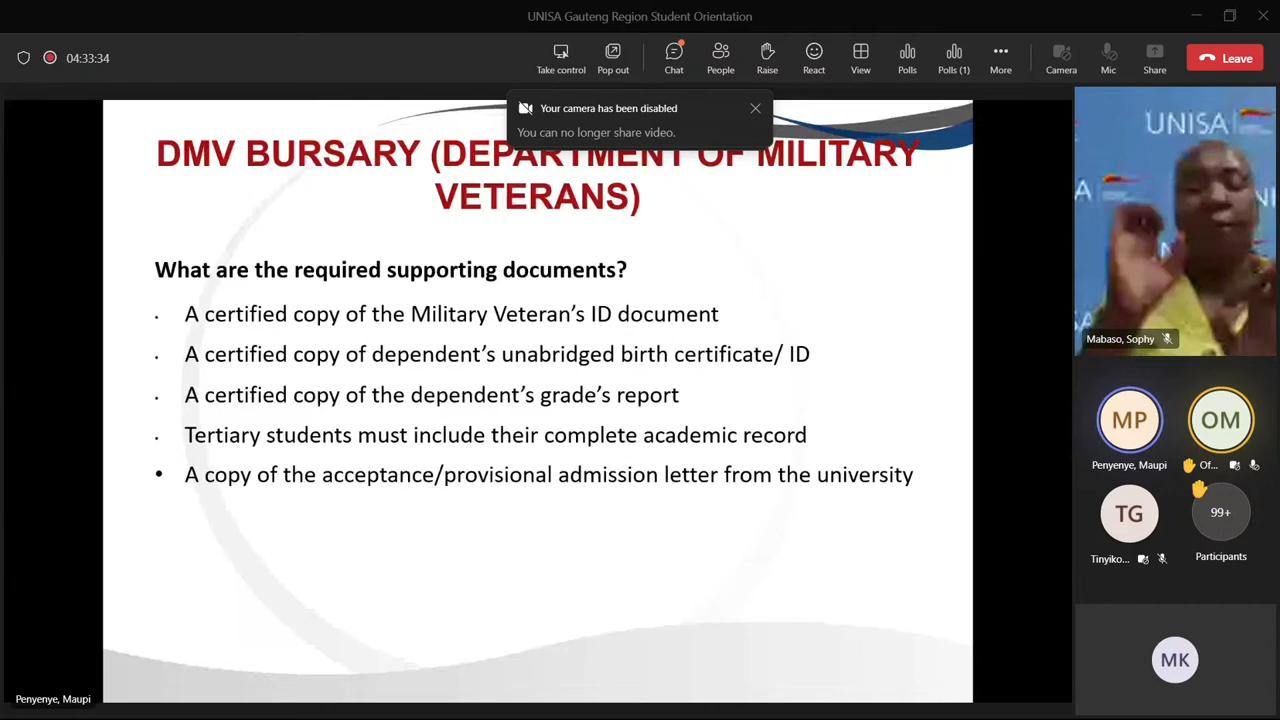 UNISA Gauteng Region Student Orientation
04:33:34
Take control
Pop out
Chat
People
Raise
React
View
Polls
Polls (1)
More
Camera
Mic
Share
Leave
Your camera has been disabled
You can no longer share video.
DMV BURSARY (DEPARTMENT OF MILITARY
VETERANS)
What are the required supporting documents?
• A certified copy of the Military Veteran’s ID document
• A certified copy of dependent’s unabridged birth certificate/ ID
• A certified copy of the dependent’s grade’s report
• Tertiary students must include their complete academic record
• A copy of the acceptance/provisional admission letter from the university
Penyenye, Maupi
UNISA
Mabaso, Sophy
MP
Penyenye, Maupi
OM
Of...
TG
Tinyiko...
99+
Participants
MK